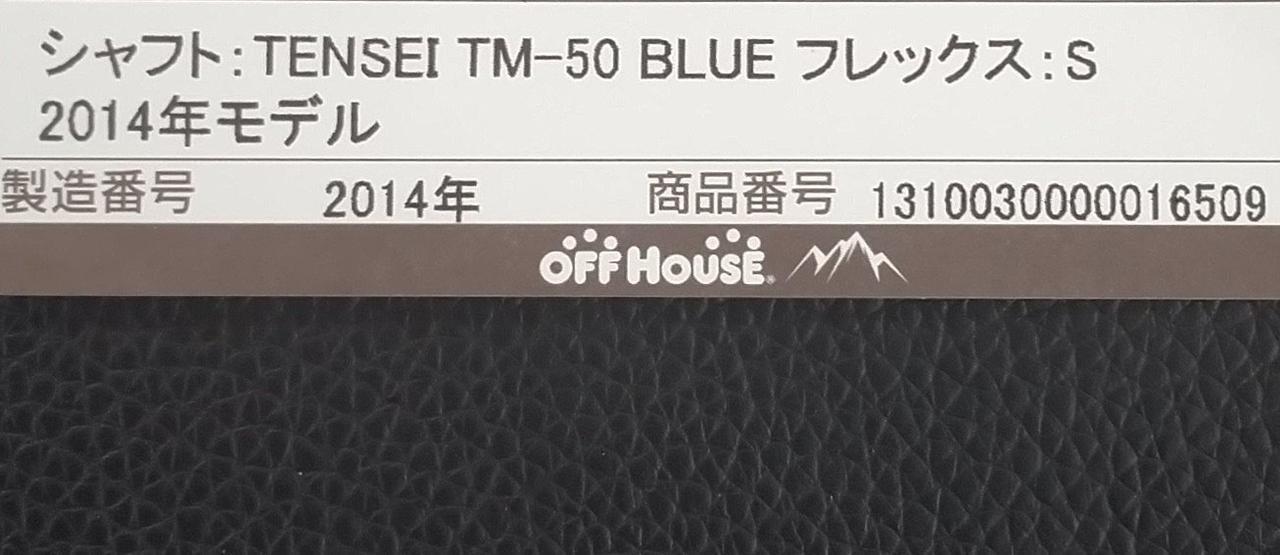 シャフト:TENSEI TM-50 BLUE フレックス:S
2014年モデル
製造番号 2014年 商品番号 1310030000016509
OFF HOUSE®